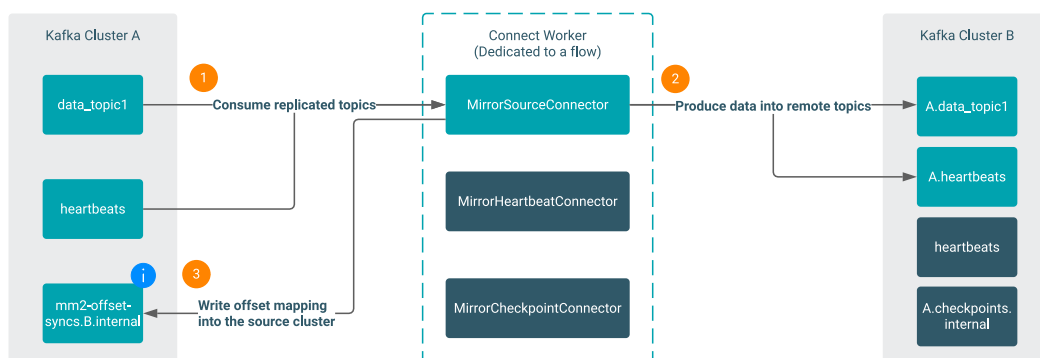 Kafka Cluster A
Connect Worker
(Dedicated to a flow)
Kafka Cluster B
1
2
data_topic1
Consume replicated topics
MirrorSourceConnector
Produce data into remote topics
A.data_topic1
heartbeats
MirrorHeartbeatConnector
A.heartbeats
heartbeats
i
3
mm2-offset-
syncs.B.internal
Write offset mapping
into the source cluster
MirrorCheckpointConnector
A.checkpoints.
internal